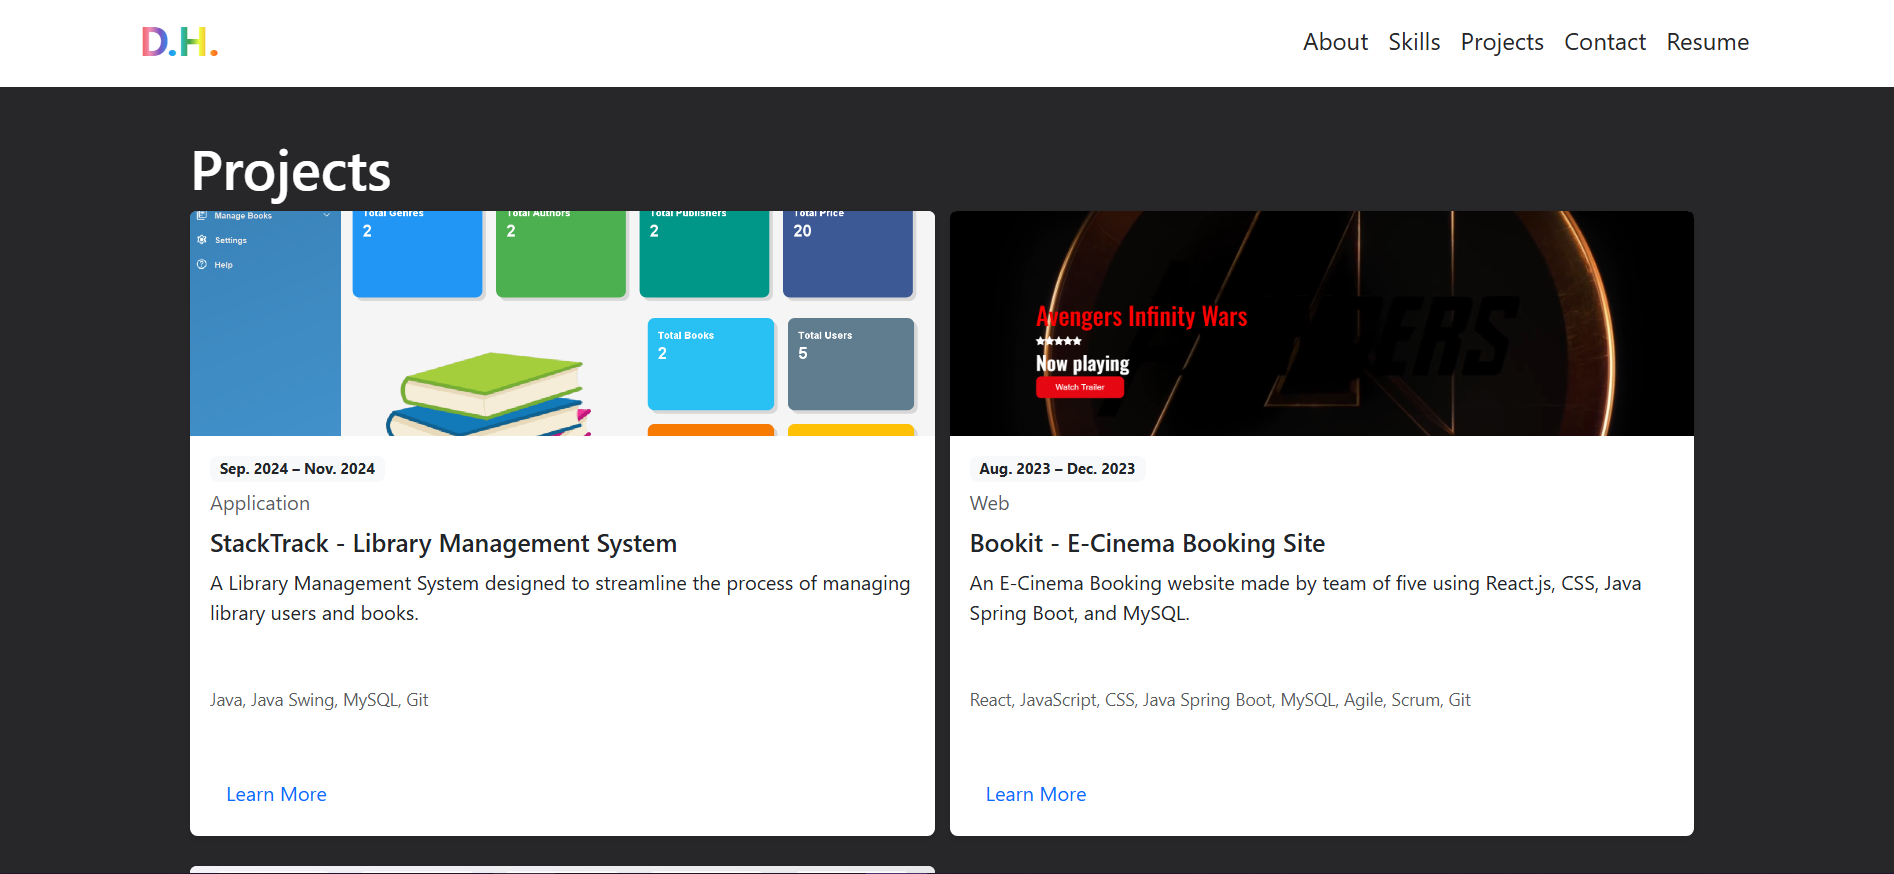 D.H.
About Skills Projects Contact Resume
Projects
Manage Books
Settings
Help
Total Genres
2
Total Authors
2
Total Publishers
2
Total Price
20
Total Books
2
Total Users
5
Avengers Infinity Wars
Now playing
Watch Trailer
Sep. 2024 – Nov. 2024
Application
StackTrack - Library Management System
A Library Management System designed to streamline the process of managing
library users and books.
Java, Java Swing, MySQL, Git
Learn More
Aug. 2023 – Dec. 2023
Web
Bookit - E-Cinema Booking Site
An E-Cinema Booking website made by team of five using React.js, CSS, Java
Spring Boot, and MySQL.
React, JavaScript, CSS, Java Spring Boot, MySQL, Agile, Scrum, Git
Learn More